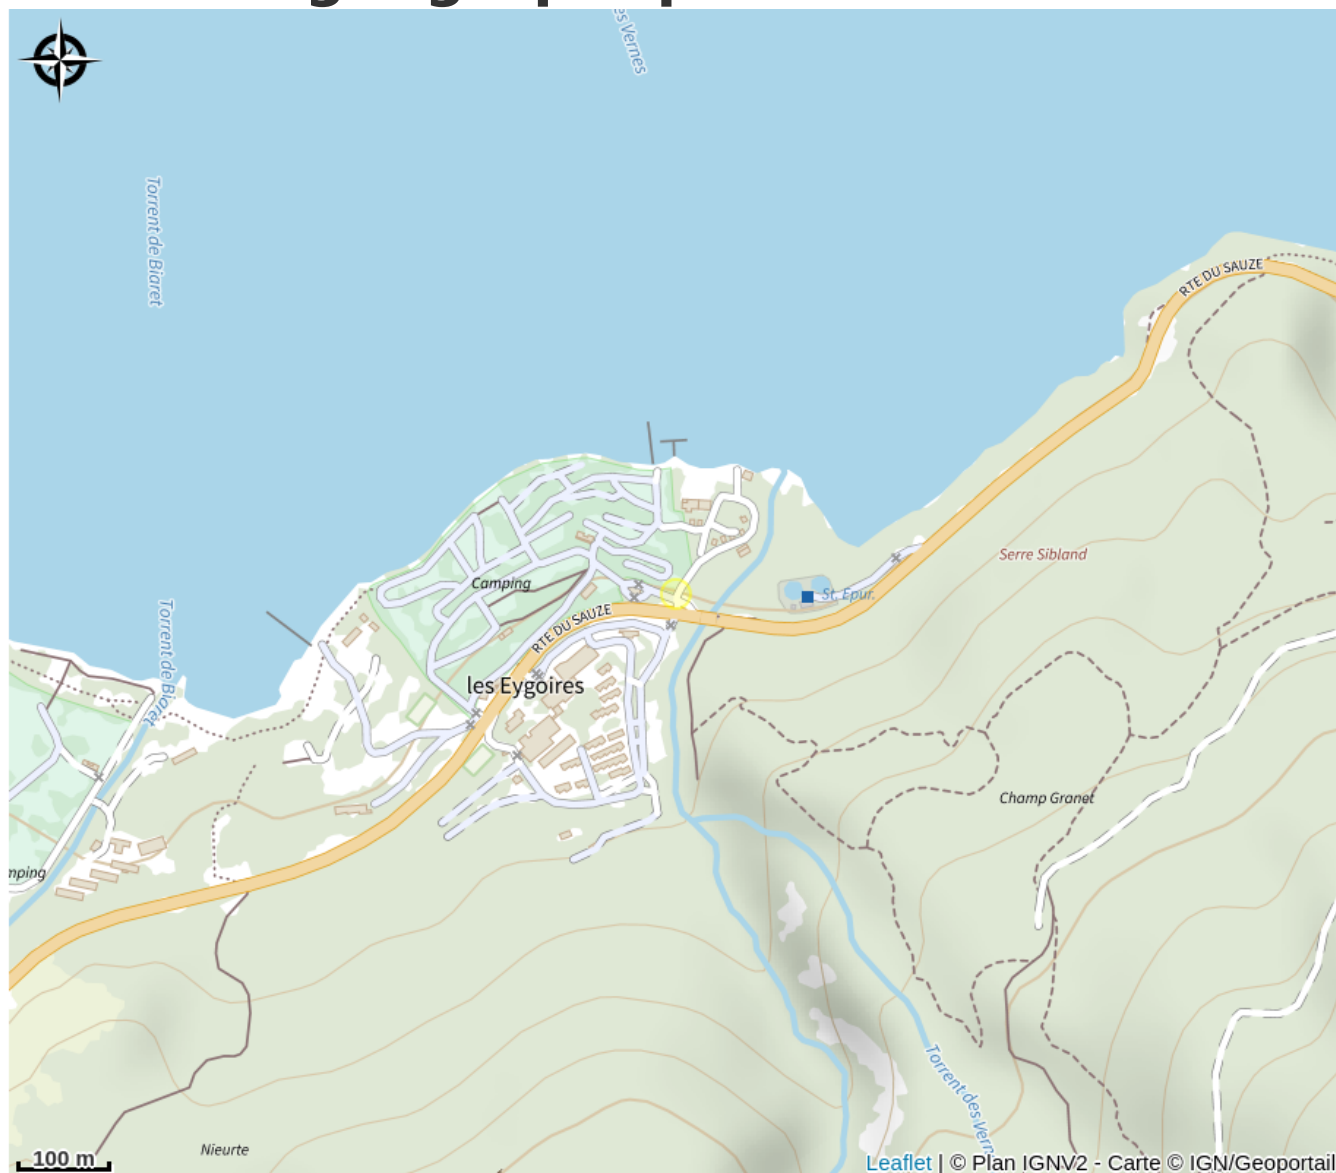 es Vernes
Torrent de Biaret
RTE DU SAUZE
Serre Sibland
Camping
St. Epur.
RTE DU SAUZE
Torrent de Biaret
les Eygoires
Champ Granet
mping
Torrent des Vern
Nieurte
100 m
Leaflet | © Plan IGNV2 - Carte © IGN/Geoportail